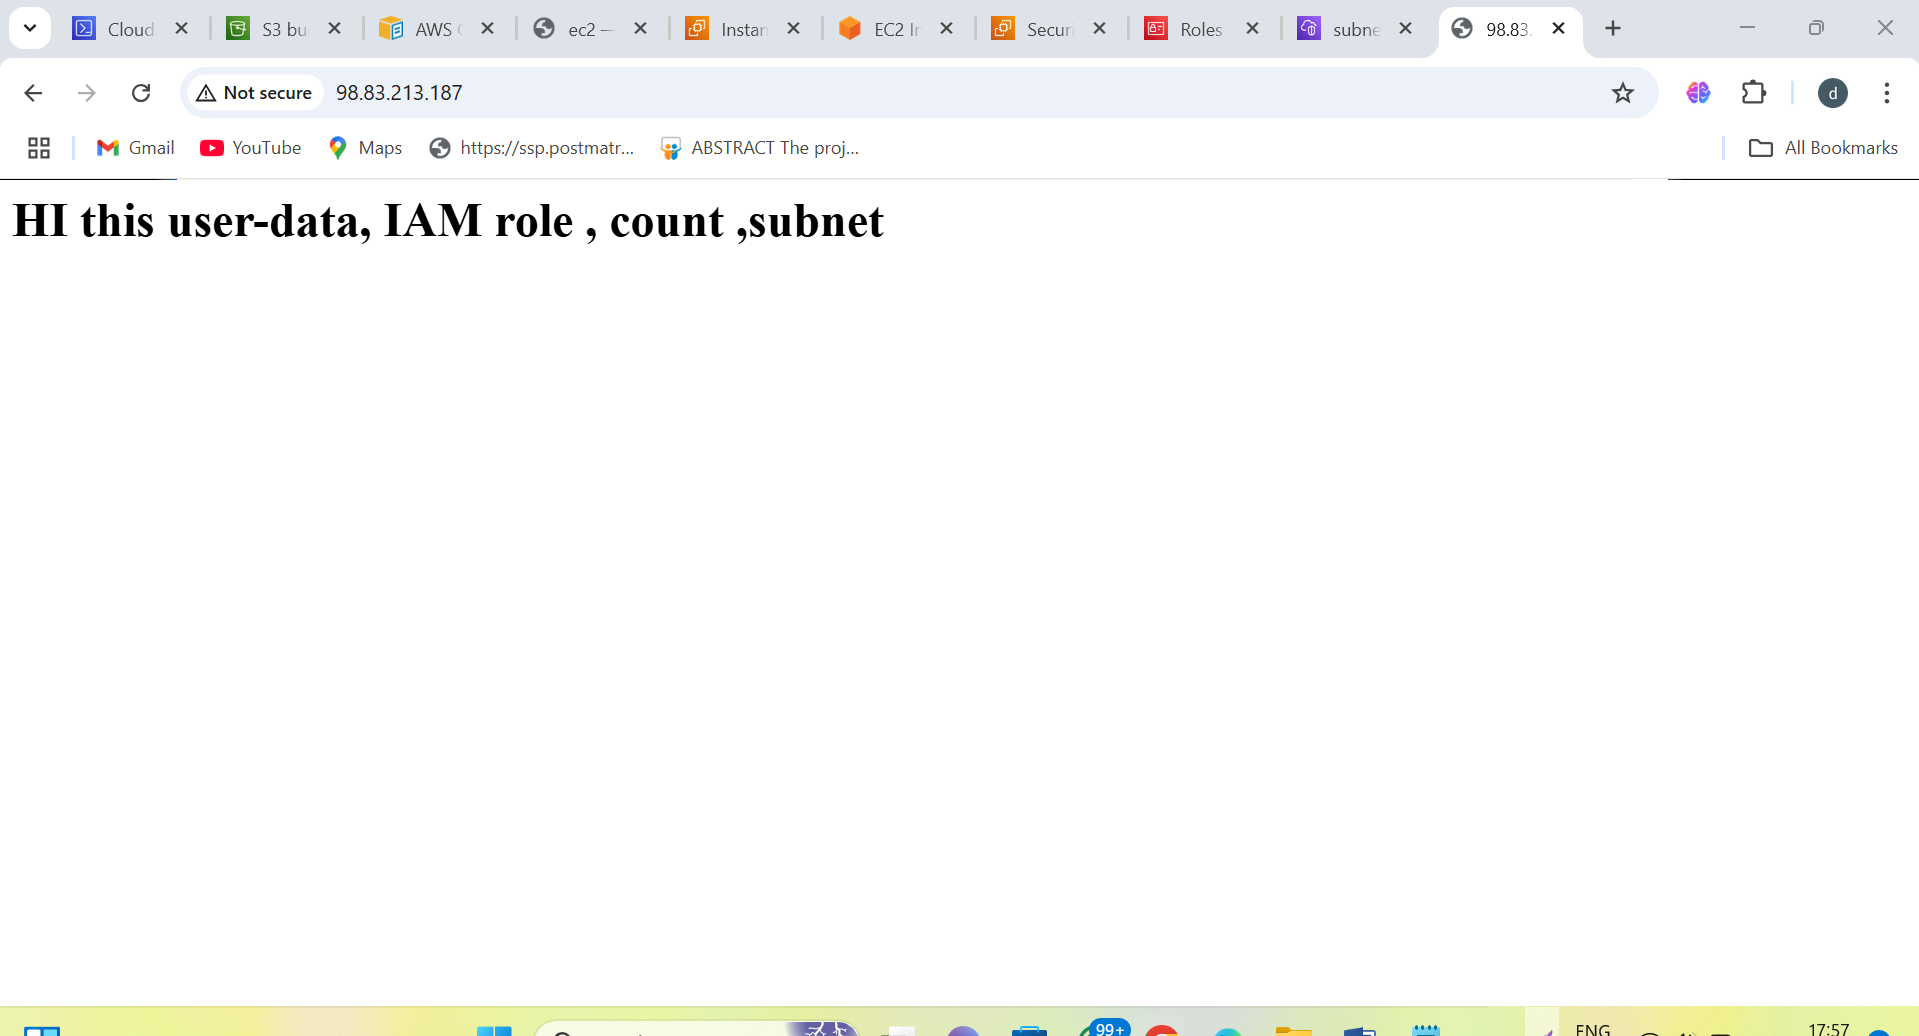 Cloud
S3 bu
AWS
ec2 —
Instan
EC2 In
Securi
Roles
subne
98.83.
Not secure
98.83.213.187
d
Gmail
YouTube
Maps
https://ssp.postmatr...
ABSTRACT The proj...
All Bookmarks
HI this user-data, IAM role , count ,subnet
99+
ENG
17:57